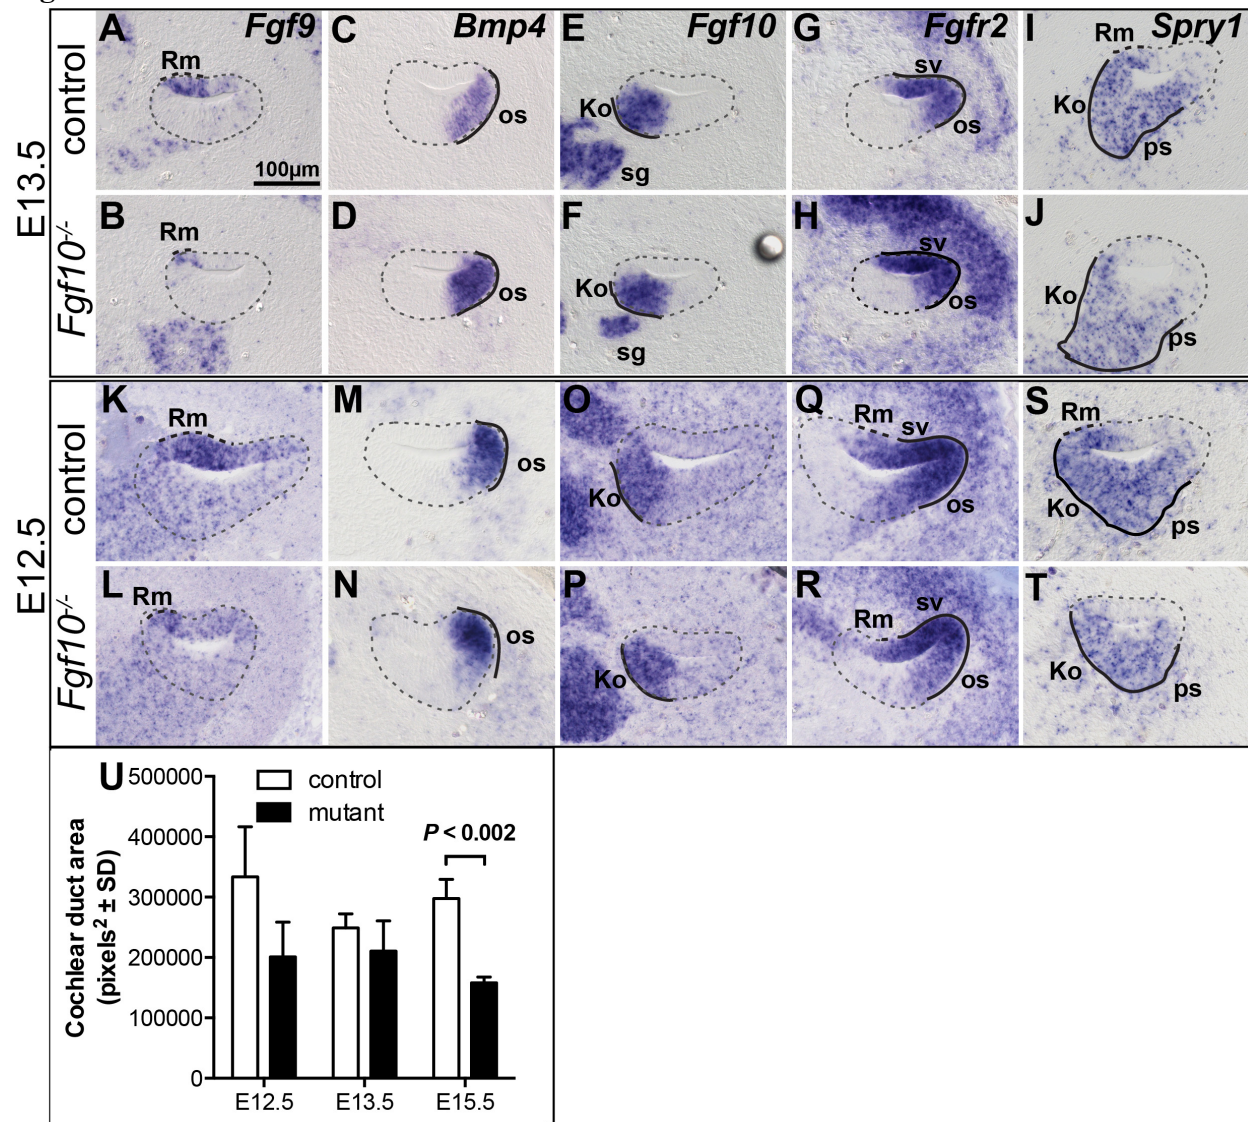 A Fgf9 C Bmp4 E Fgf10 G Fgfr2 I Spry1
E13.5
control
Rm
100µm
os
Ko
sg
sv
os
Rm
Ko
ps
Fgf10-/-
B D F H J
Rm
os
Ko
sg
sv
os
Ko
ps
E12.5
control
K M O Q S
Rm
os
Ko
Rm sv
os
Rm
Ko
ps
Fgf10-/-
L N P R T
Rm
os
Ko
Rm
sv
os
Ko
ps
U
Cochlear duct area
(pixels2 ± SD)
500000
400000
300000
200000
100000
0
control
mutant
P < 0.002
E12.5 E13.5 E15.5